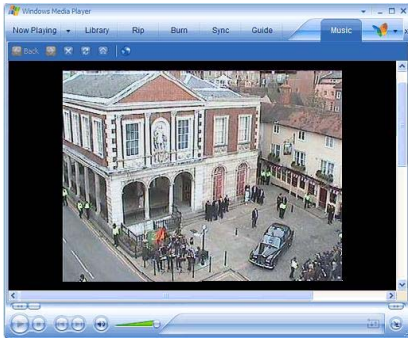 Windows Media Player
Now Playing Library Rip Burn Sync Guide Music
Back